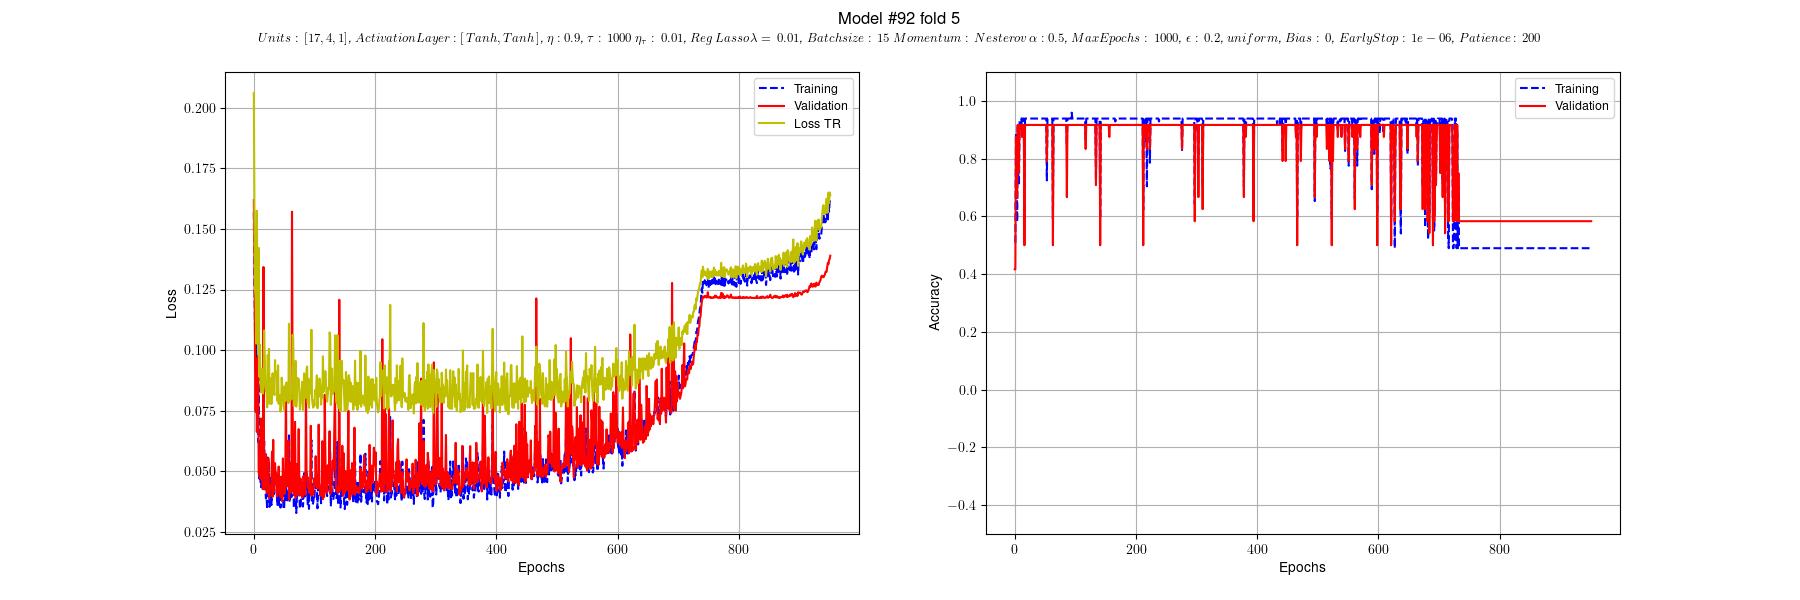 Model #92 fold 5
Units : [17, 4, 1], ActivationLayer : [Tanh, Tanh], η : 0.9, τ : 1000 η_τ : 0.01, Reg Lassoλ = 0.01, Batchsize : 15 Momentum : Nesterov α : 0.5, MaxEpochs : 1000, ϵ : 0.2, uniform, Bias : 0, EarlyStop : 1e − 06, Patience : 200
Training
Validation
Loss TR
0.200
0.175
0.150
0.125
0.100
0.075
0.050
0.025
Loss
0 200 400 600 800
Epochs
Training
Validation
1.0
0.8
0.6
0.4
0.2
0.0
−0.2
−0.4
Accuracy
0 200 400 600 800
Epochs